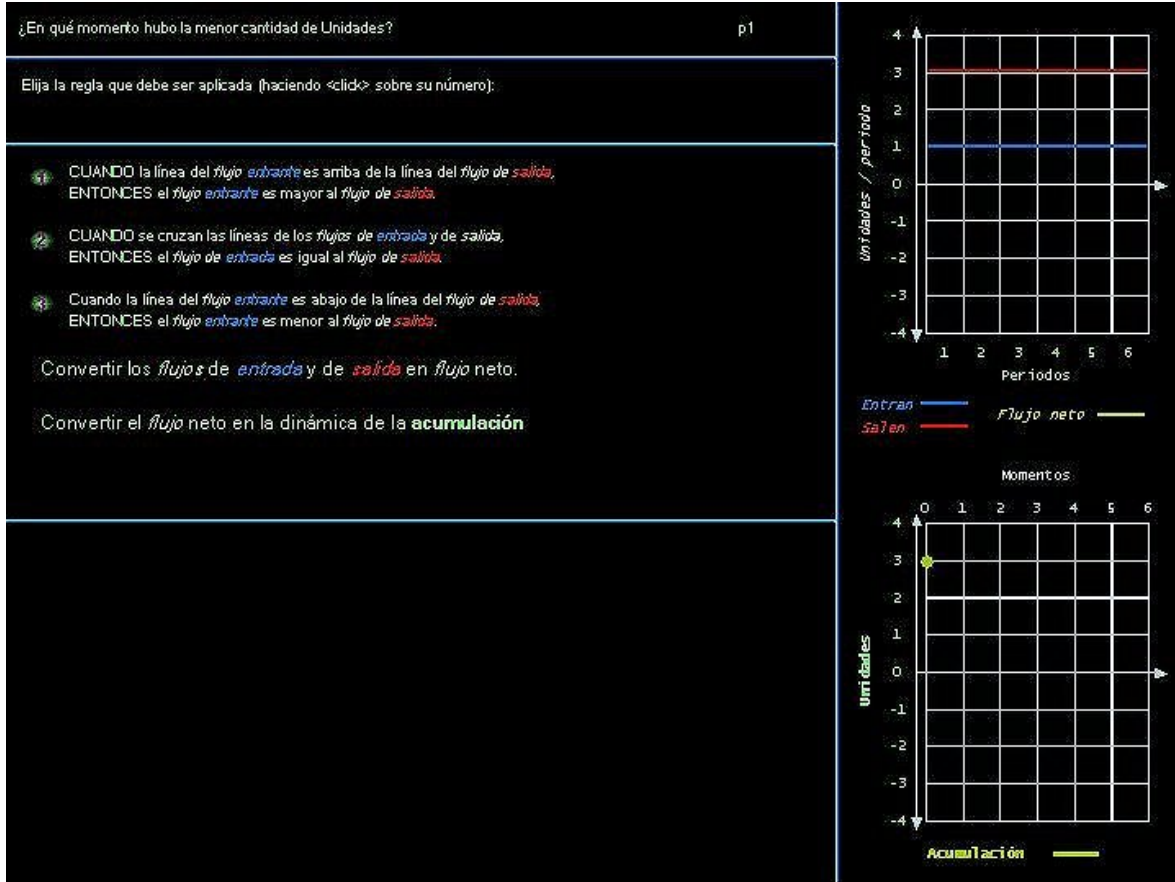 ¿En qué momento hubo la menor cantidad de Unidades? p1
Elija la regla que debe ser aplicada (haciendo <click> sobre su número):
1 CUANDO la línea del flujo entrante es arriba de la línea del flujo de salida,
ENTONCES el flujo entrante es mayor al flujo de salida.
2 CUANDO se cruzan las líneas de los flujos de entrada y de salida,
ENTONCES el flujo de entrada es igual al flujo de salida.
3 Cuando la línea del flujo entrante es abajo de la línea del flujo de salida,
ENTONCES el flujo entrante es menor al flujo de salida.
Convertir los flujos de entrada y de salida en flujo neto.
Convertir el flujo neto en la dinámica de la acumulación
Unidades / periodo
4
3
2
1
0
-1
-2
-3
-4
1 2 3 4 5 6
Periodos
Entran
Salen
Flujo neto
Momentos
0 1 2 3 4 5 6
Unidades
4
3
2
1
0
-1
-2
-3
-4
Acumulación